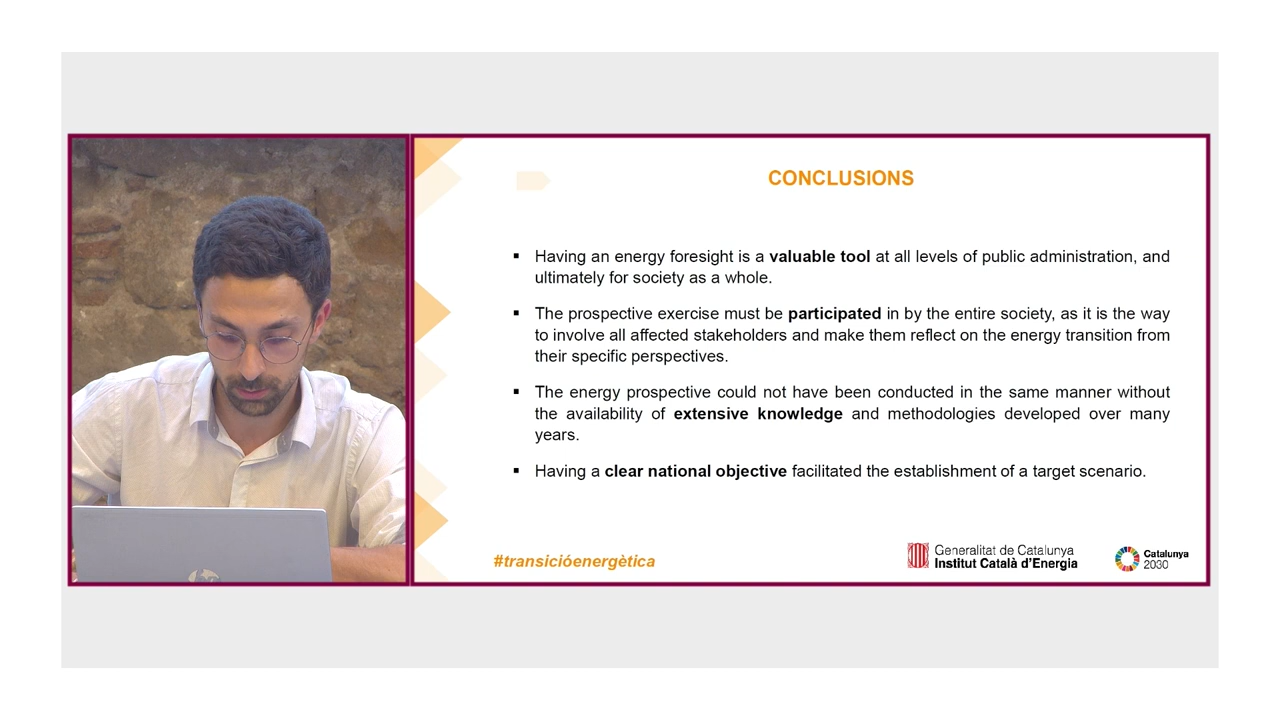 CONCLUSIONS
▪ Having an energy foresight is a valuable tool at all levels of public administration, and
ultimately for society as a whole.
▪ The prospective exercise must be participated in by the entire society, as it is the way
to involve all affected stakeholders and make them reflect on the energy transition from
their specific perspectives.
▪ The energy prospective could not have been conducted in the same manner without
the availability of extensive knowledge and methodologies developed over many
years.
▪ Having a clear national objective facilitated the establishment of a target scenario.
#transicióenergètica
Generalitat de Catalunya
Institut Català d'Energia
Catalunya
2030